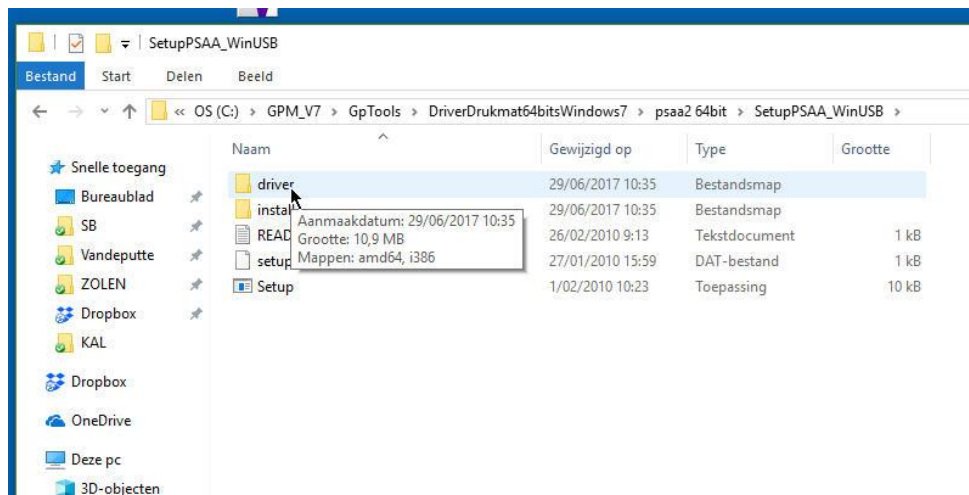 SetupPSAA_WinUSB
Bestand Start Delen Beeld
« OS (C:) > GPM_V7 > GpTools > DriverDrukmat64bitsWindows7 > psaa2 64bit > SetupPSAA_WinUSB >
Naam Gewijzigd op Type Grootte
Snelle toegang
Bureaublad
SB
Vandeputte
ZOLEN
Dropbox
KAL
Dropbox
OneDrive
Deze pc
3D-objecten
driver 29/06/2017 10:35 Bestandsmap
instal 29/06/2017 10:35 Bestandsmap
READ 26/02/2010 9:13 Tekstdocument 1 kB
setup 27/01/2010 15:59 DAT-bestand 1 kB
Setup 1/02/2010 10:23 Toepassing 10 kB
Aanmaakdatum: 29/06/2017 10:35
Grootte: 10,9 MB
Mappen: amd64, i386